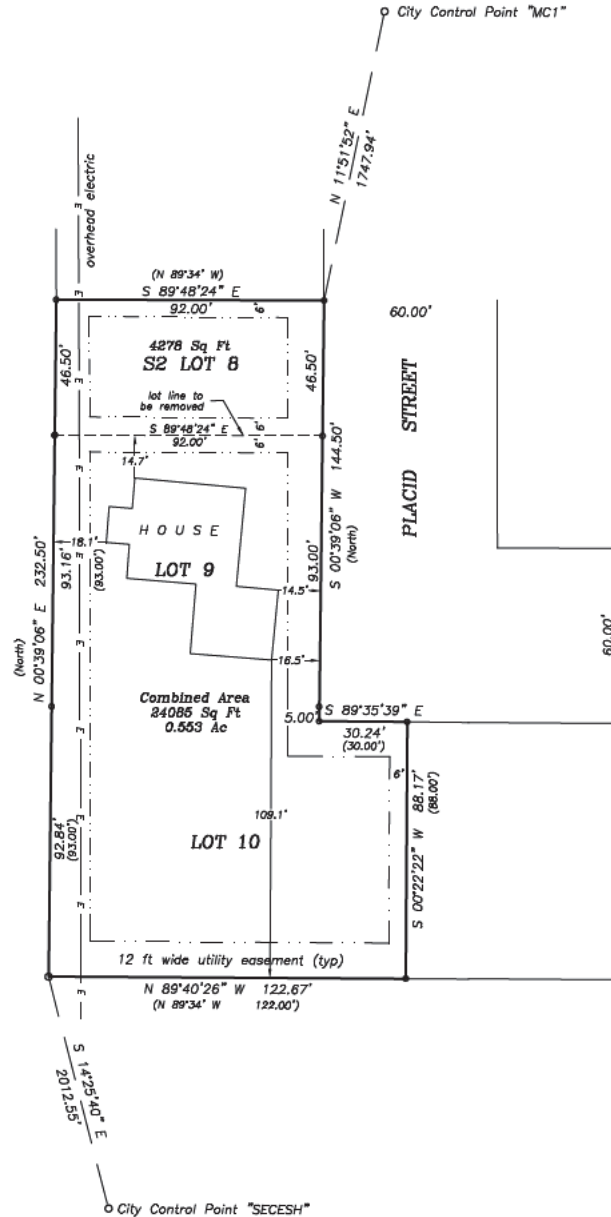 City Control Point "MC1"
N 11°51'52" E
1747.94'
overhead electric
E
E
(N 89°34' W)
S 89°48'24" E
92.00'
6'
60.00'
4278 Sq Ft
S2 LOT 8
46.50'
46.50'
E
E
lot line to
be removed
S 89°48'24" E
92.00'
6'
6'
PLACID STREET
14.7'
HOUSE
S 00°39'06" W 144.50'
(North)
93.00'
18.1'
LOT 9
N 00°39'06" E 232.50'
(North)
93.16'
(93.00')
E
E
E
14.5'
60.00'
16.5'
Combined Area
24085 Sq Ft
0.553 Ac
E
E
5.00'
S 89°35'39" E
30.24'
(30.00')
6'
S 00°22'22" W 88.17'
(88.00')
92.84'
(93.00')
E
E
109.1'
LOT 10
12 ft wide utility easement (typ)
N 89°40'26" W 122.67'
(N 89°34' W 122.00')
E
S 14°25'40" E
2012.55'
City Control Point "SECESH"